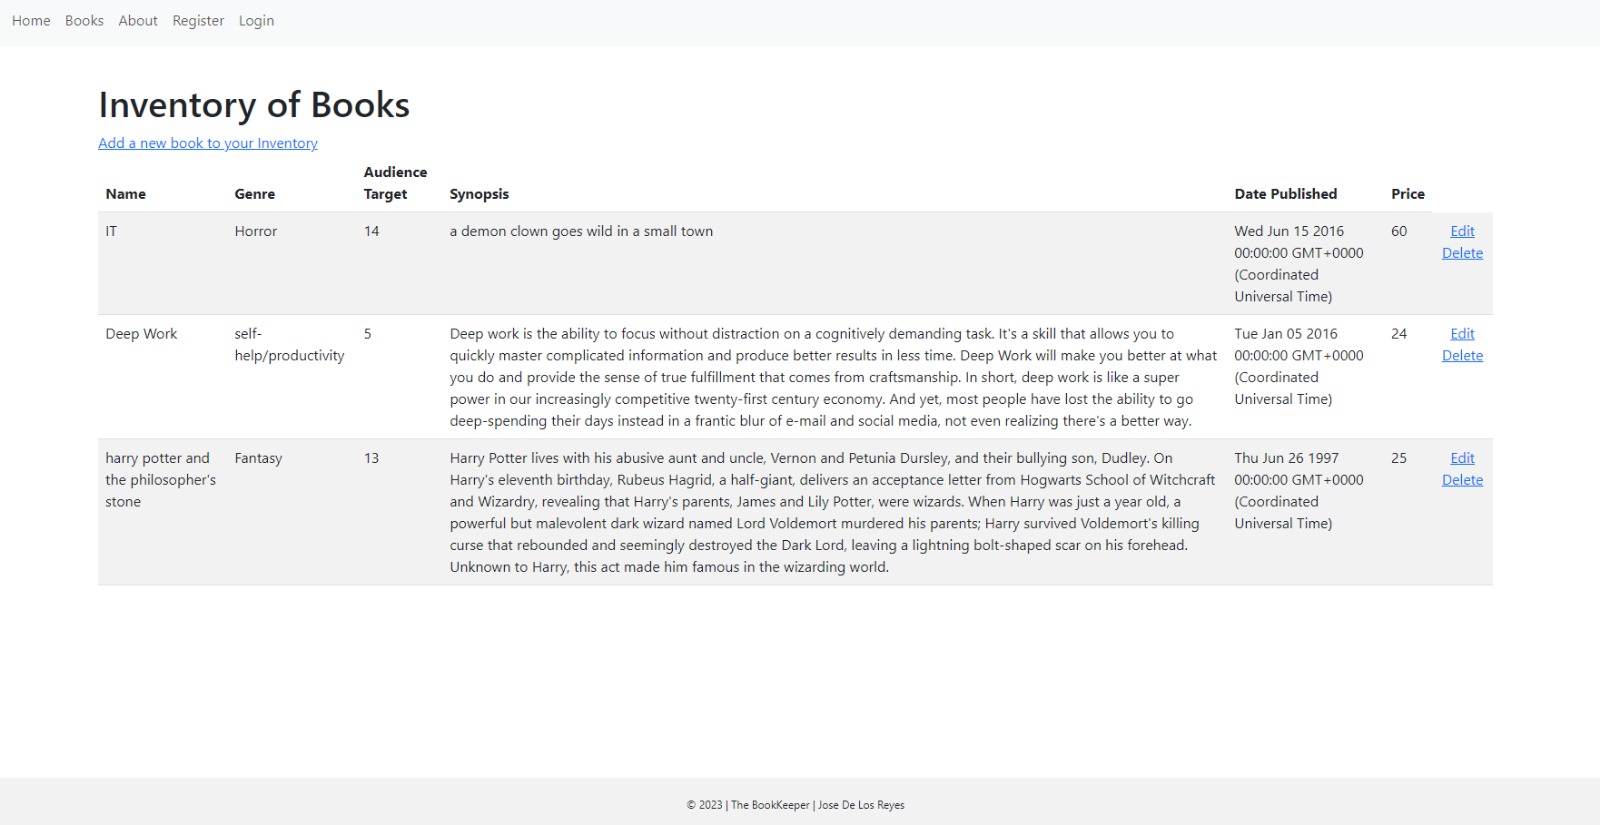 Home Books About Register Login
Inventory of Books
Add a new book to your Inventory
Name Genre Audience Target Synopsis Date Published Price
IT Horror 14 a demon clown goes wild in a small town Wed Jun 15 2016 60 Edit
00:00:00 GMT+0000 Delete
(Coordinated
Universal Time)
Deep Work self- 5 Deep work is the ability to focus without distraction on a cognitively demanding task. It's a skill that allows you to Tue Jan 05 2016 24 Edit
help/productivity quickly master complicated information and produce better results in less time. Deep Work will make you better at what 00:00:00 GMT+0000 Delete
you do and provide the sense of true fulfillment that comes from craftsmanship. In short, deep work is like a super (Coordinated
power in our increasingly competitive twenty-first century economy. And yet, most people have lost the ability to go Universal Time)
deep-spending their days instead in a frantic blur of e-mail and social media, not even realizing there's a better way.
harry potter and Fantasy 13 Harry Potter lives with his abusive aunt and uncle, Vernon and Petunia Dursley, and their bullying son, Dudley. On Thu Jun 26 1997 25 Edit
the philosopher's Harry's eleventh birthday, Rubeus Hagrid, a half-giant, delivers an acceptance letter from Hogwarts School of Witchcraft 00:00:00 GMT+0000 Delete
stone and Wizardry, revealing that Harry's parents, James and Lily Potter, were wizards. When Harry was just a year old, a (Coordinated
powerful but malevolent dark wizard named Lord Voldemort murdered his parents; Harry survived Voldemort's killing Universal Time)
curse that rebounded and seemingly destroyed the Dark Lord, leaving a lightning bolt-shaped scar on his forehead.
Unknown to Harry, this act made him famous in the wizarding world.
© 2023 | The BookKeeper | Jose De Los Reyes